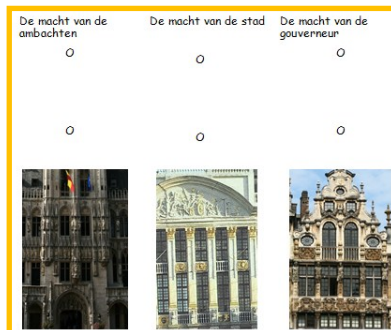 De macht van de
ambachten
De macht van de stad
De macht van de
gouverneur
O
O
O
O
O
O